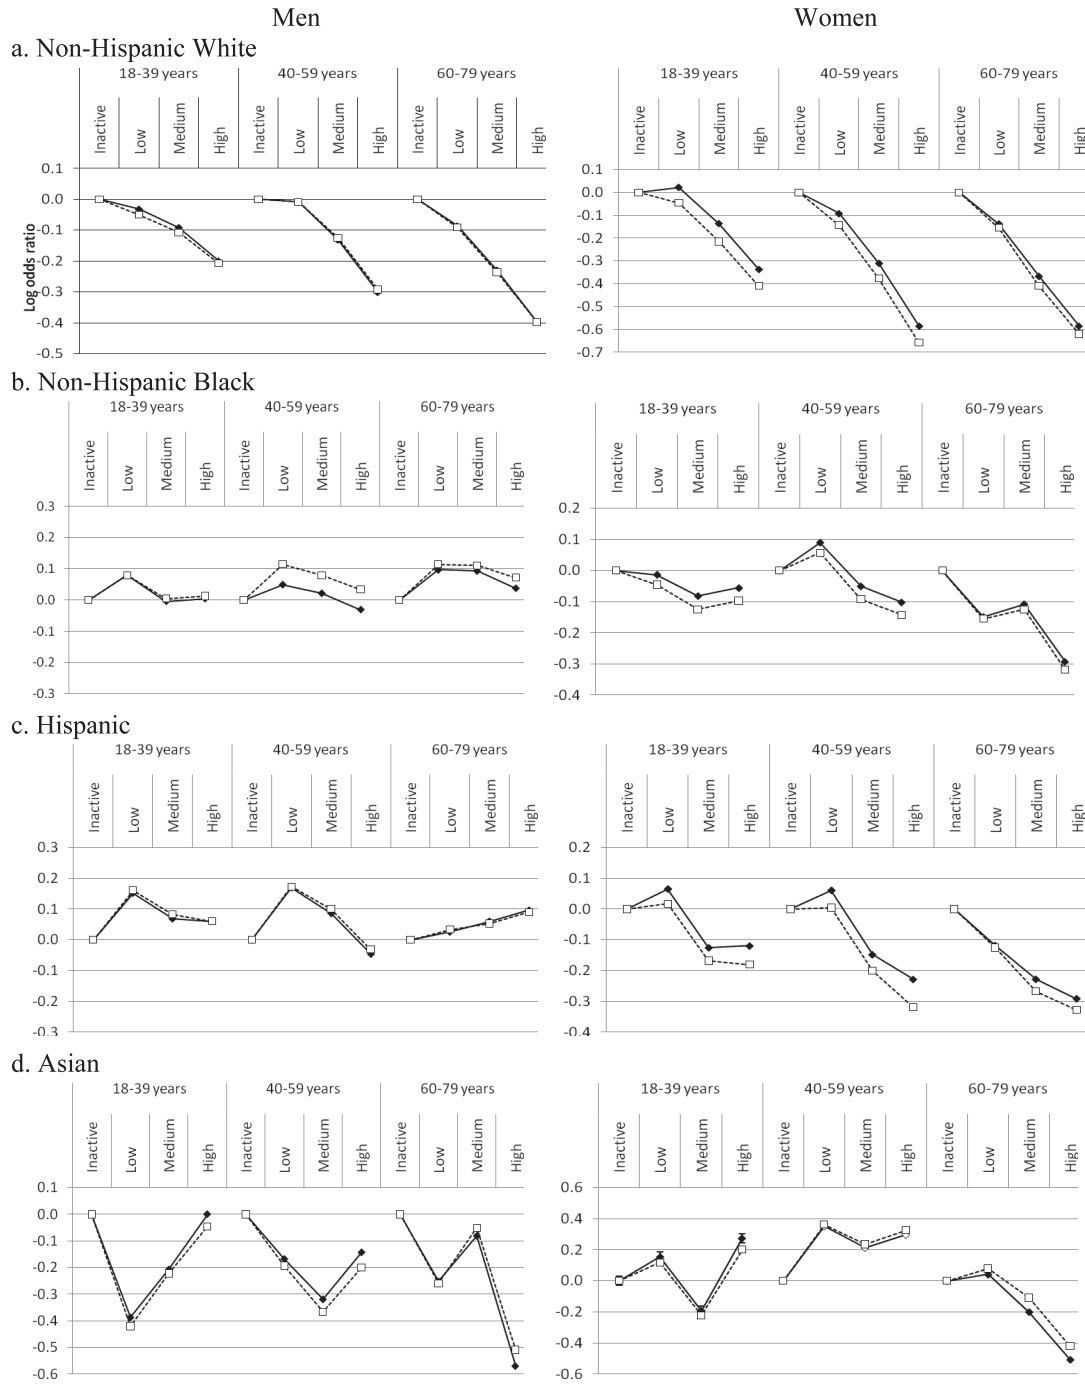 Men Women
a. Non-Hispanic White
18-39 years 40-59 years 60-79 years 18-39 years 40-59 years 60-79 years
Inactive Low Medium High Inactive Low Medium High Inactive Low Medium High Inactive Low Medium High Inactive Low Medium High Inactive Low Medium High
Log odds ratio
0.1 0.1
0.0 0.0
-0.1 -0.1
-0.2 -0.2
-0.3 -0.3
-0.4 -0.4
-0.5 -0.5
-0.6
-0.7
b. Non-Hispanic Black
18-39 years 40-59 years 60-79 years 18-39 years 40-59 years 60-79 years
Inactive Low Medium High Inactive Low Medium High Inactive Low Medium High Inactive Low Medium High Inactive Low Medium High Inactive Low Medium High
0.3 0.2
0.2 0.1
0.1 0.0
0.0 -0.1
-0.1 -0.2
-0.2 -0.3
-0.3 -0.4
c. Hispanic
18-39 years 40-59 years 60-79 years 18-39 years 40-59 years 60-79 years
Inactive Low Medium High Inactive Low Medium High Inactive Low Medium High Inactive Low Medium High Inactive Low Medium High Inactive Low Medium High
0.3 0.2
0.2 0.1
0.1 0.0
0.0 -0.1
-0.1 -0.2
-0.2 -0.3
-0.3 -0.4
d. Asian
18-39 years 40-59 years 60-79 years 18-39 years 40-59 years 60-79 years
Inactive Low Medium High Inactive Low Medium High Inactive Low Medium High Inactive Low Medium High Inactive Low Medium High Inactive Low Medium High
0.1 0.6
0.0 0.4
-0.1 0.2
-0.2 0.0
-0.3 -0.2
-0.4 -0.4
-0.5 -0.6
-0.6